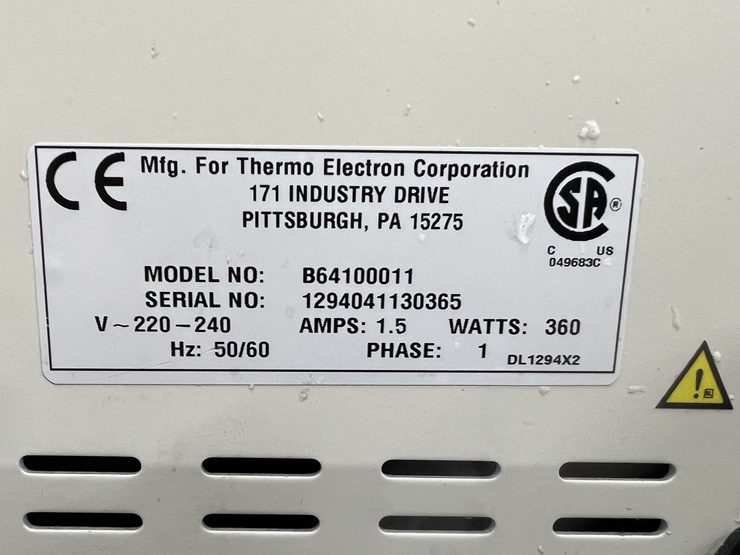 CE Mfg. For Thermo Electron Corporation
171 INDUSTRY DRIVE
PITTSBURGH, PA 15275
SA ®
C US
049683C
MODEL NO: B64100011
SERIAL NO: 1294041130365
V~220-240 AMPS: 1.5 WATTS: 360
Hz: 50/60 PHASE: 1 DL1294X2
!